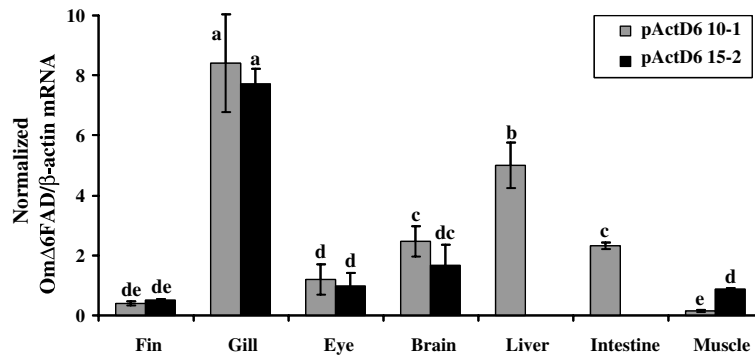 Normalized
OmΔ6FAD/β-actin mRNA
10
8
6
4
2
0
pActD6 10-1
pActD6 15-2
a
a
b
c
dc
c
d
d
de
de
e
d
Fin
Gill
Eye
Brain
Liver
Intestine
Muscle